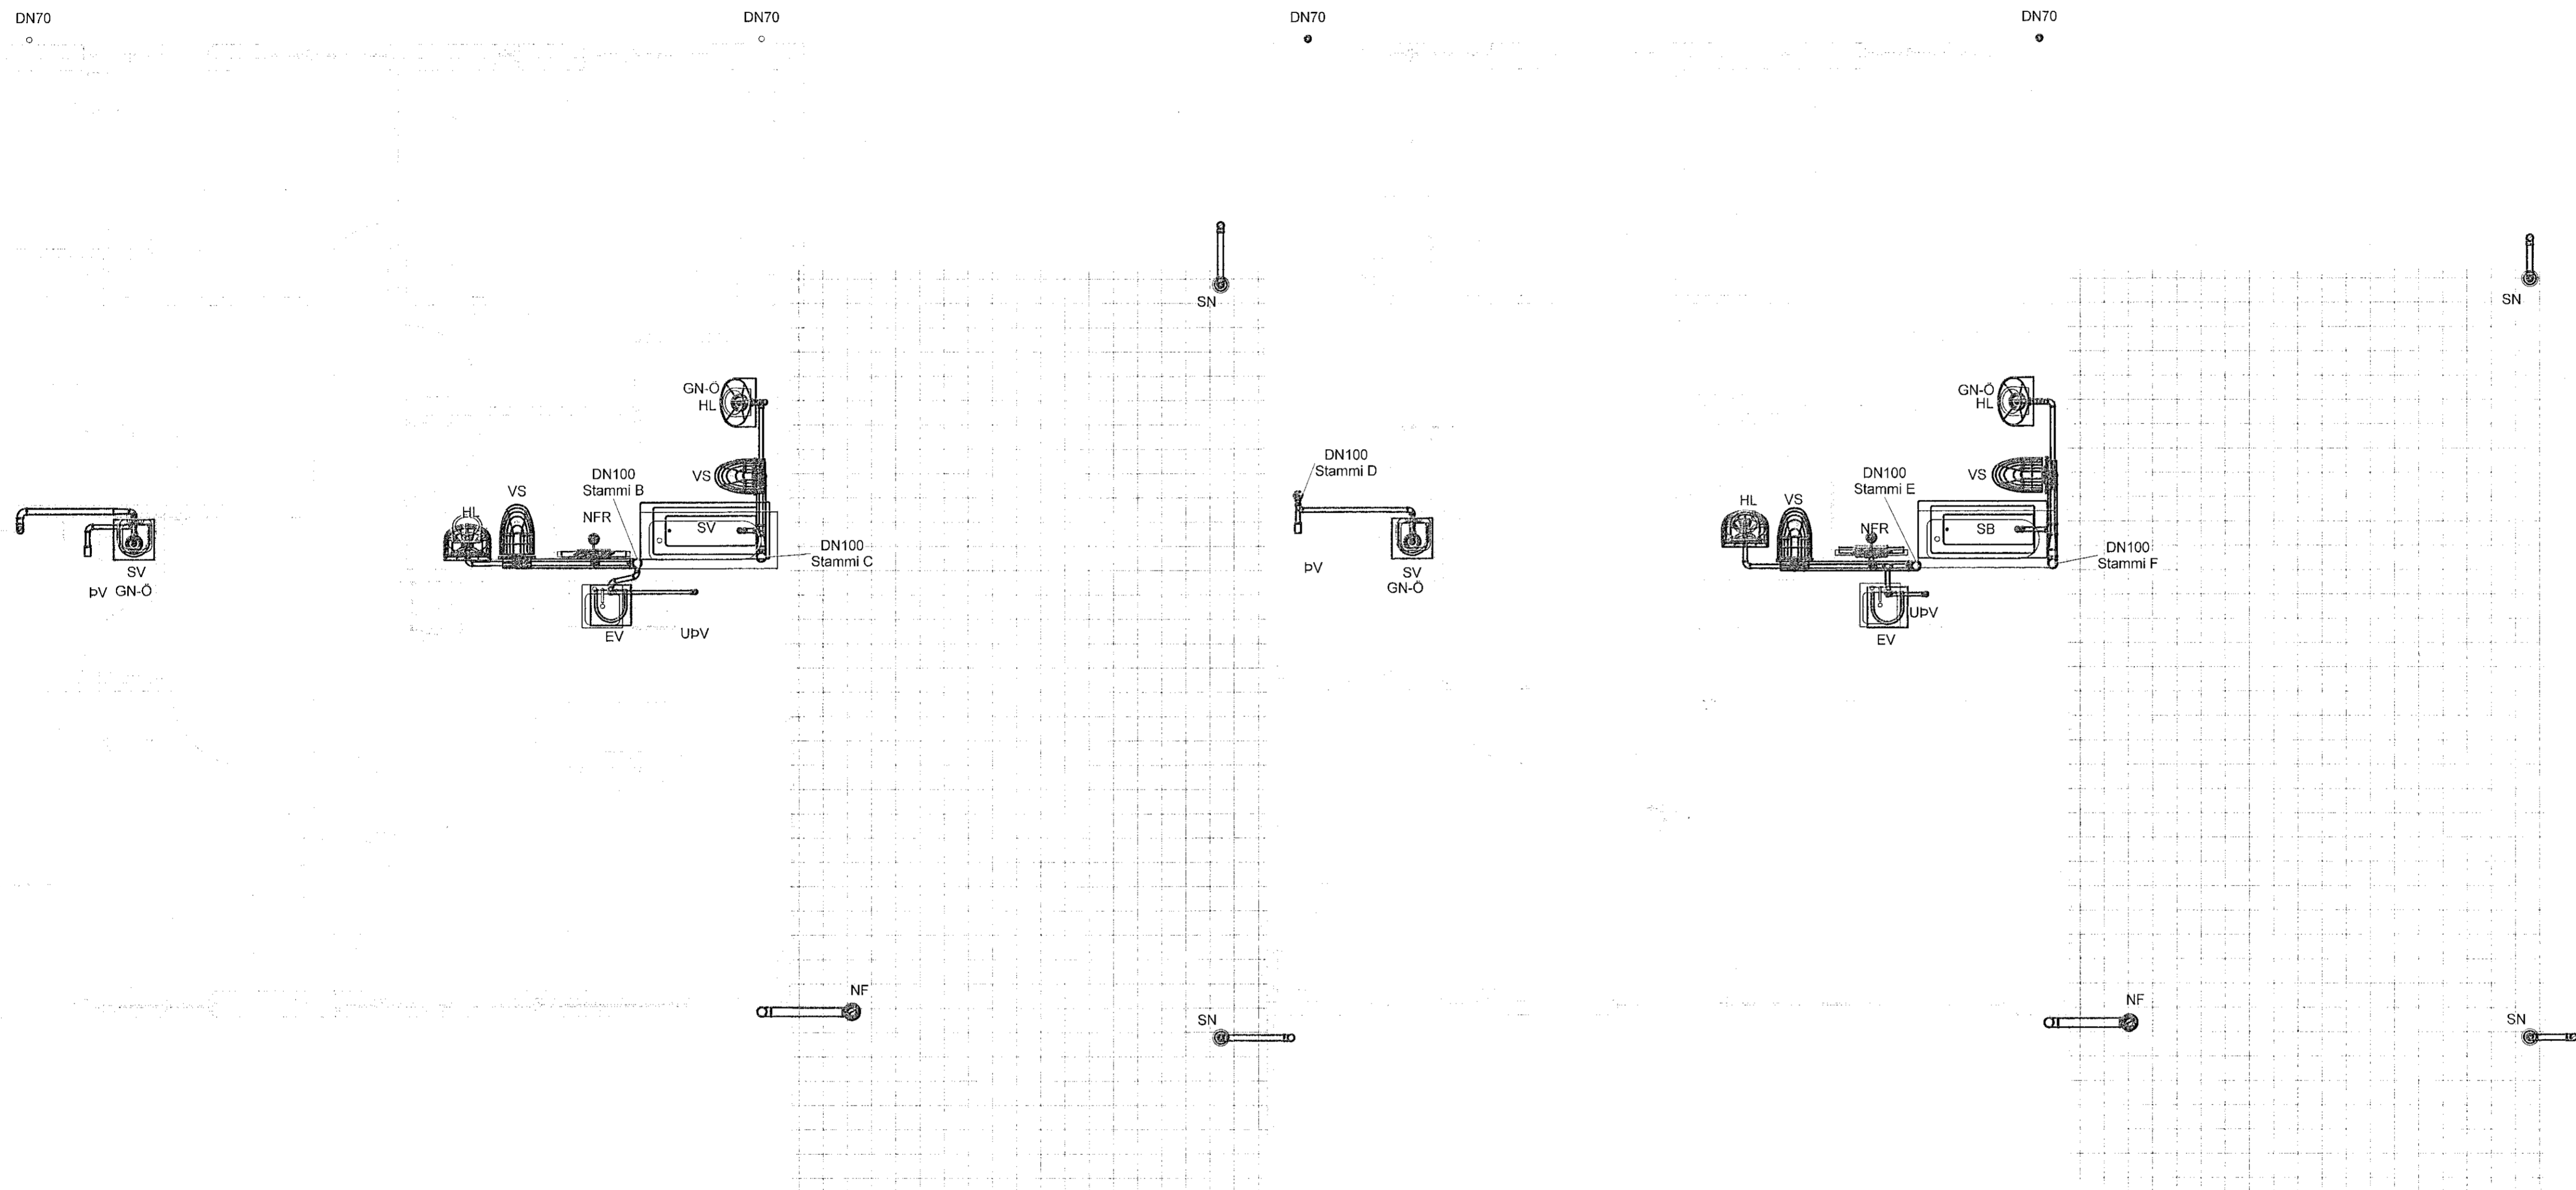 DN70
DN70
DN70
DN70
SN
SN
GN-Ö
HL
GN-Ö
HL
DN100
Stammi D
VS
DN100
Stammi B
VS
NFR
HL
SV
DN100
Stammi C
SV
ÞV GN-Ö
EV
UÞV
ÞV
SV
GN-Ö
VS
DN100
Stammi E
HL
VS
NFR
SB
DN100
Stammi F
UÞV
EV
NF
SN
NF
SN